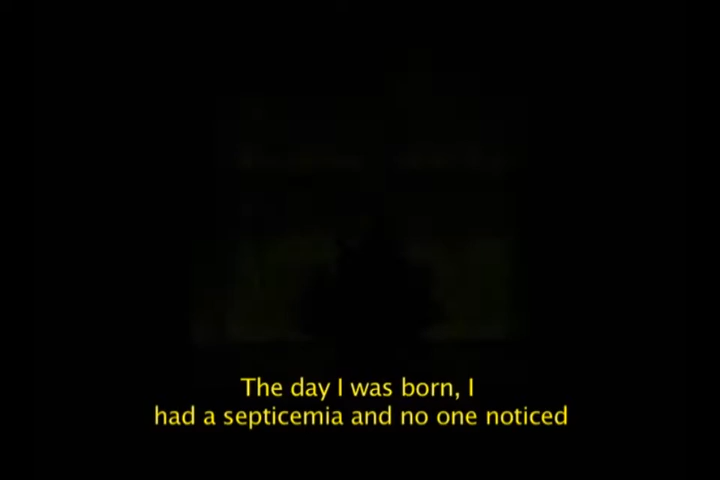 The day I was born, I
had a septicemia and no one noticed